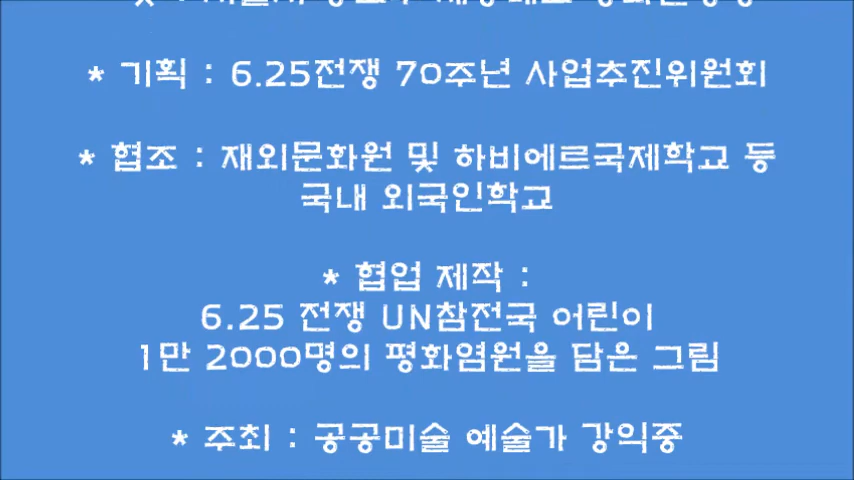 * 기획 : 6.25전쟁 70주년 사업추진위원회
* 협조 : 재외문화원 및 하비에르국제학교 등
국내 외국인학교
* 협업 제작 :
6.25 전쟁 UN참전국 어린이
1만 2000명의 평화염원을 담은 그림
* 주최 : 공공미술 예술가 강익중